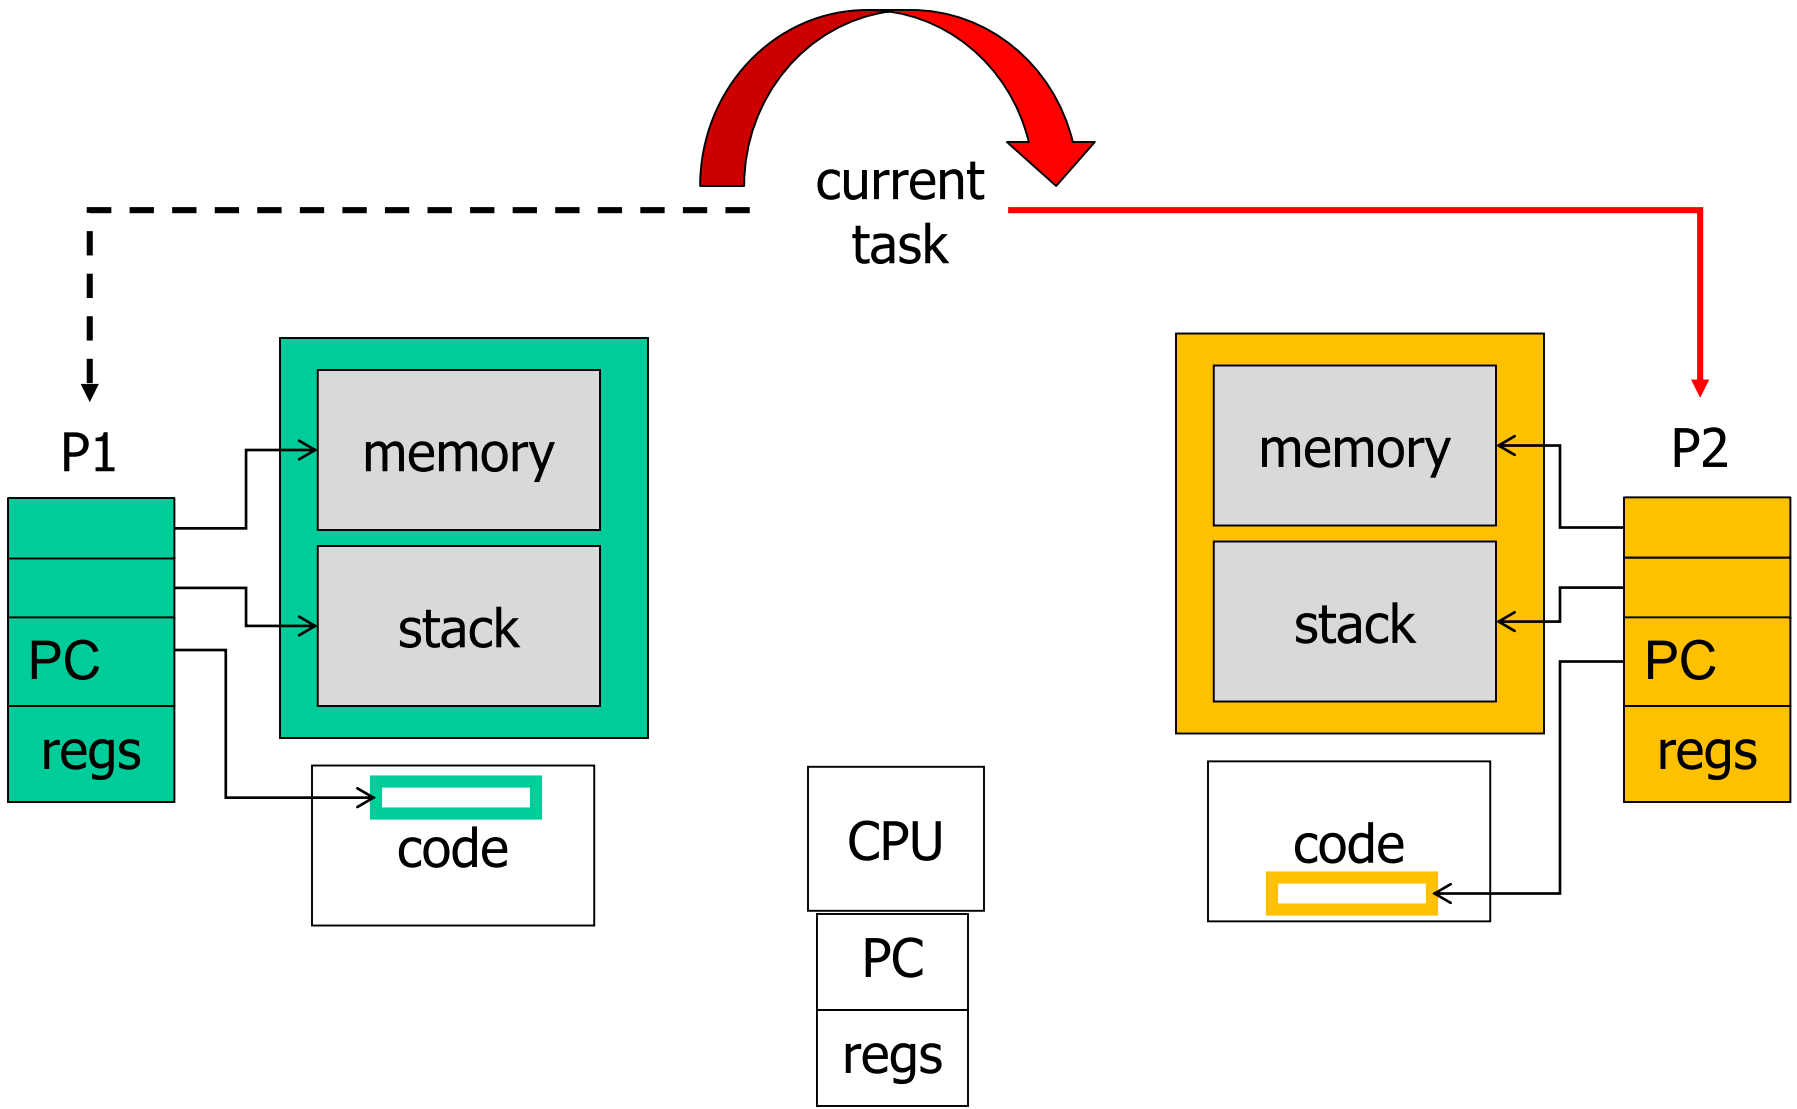 current
task
P1
memory
stack
PC
regs
code
CPU
PC
regs
P2
memory
stack
PC
regs
code